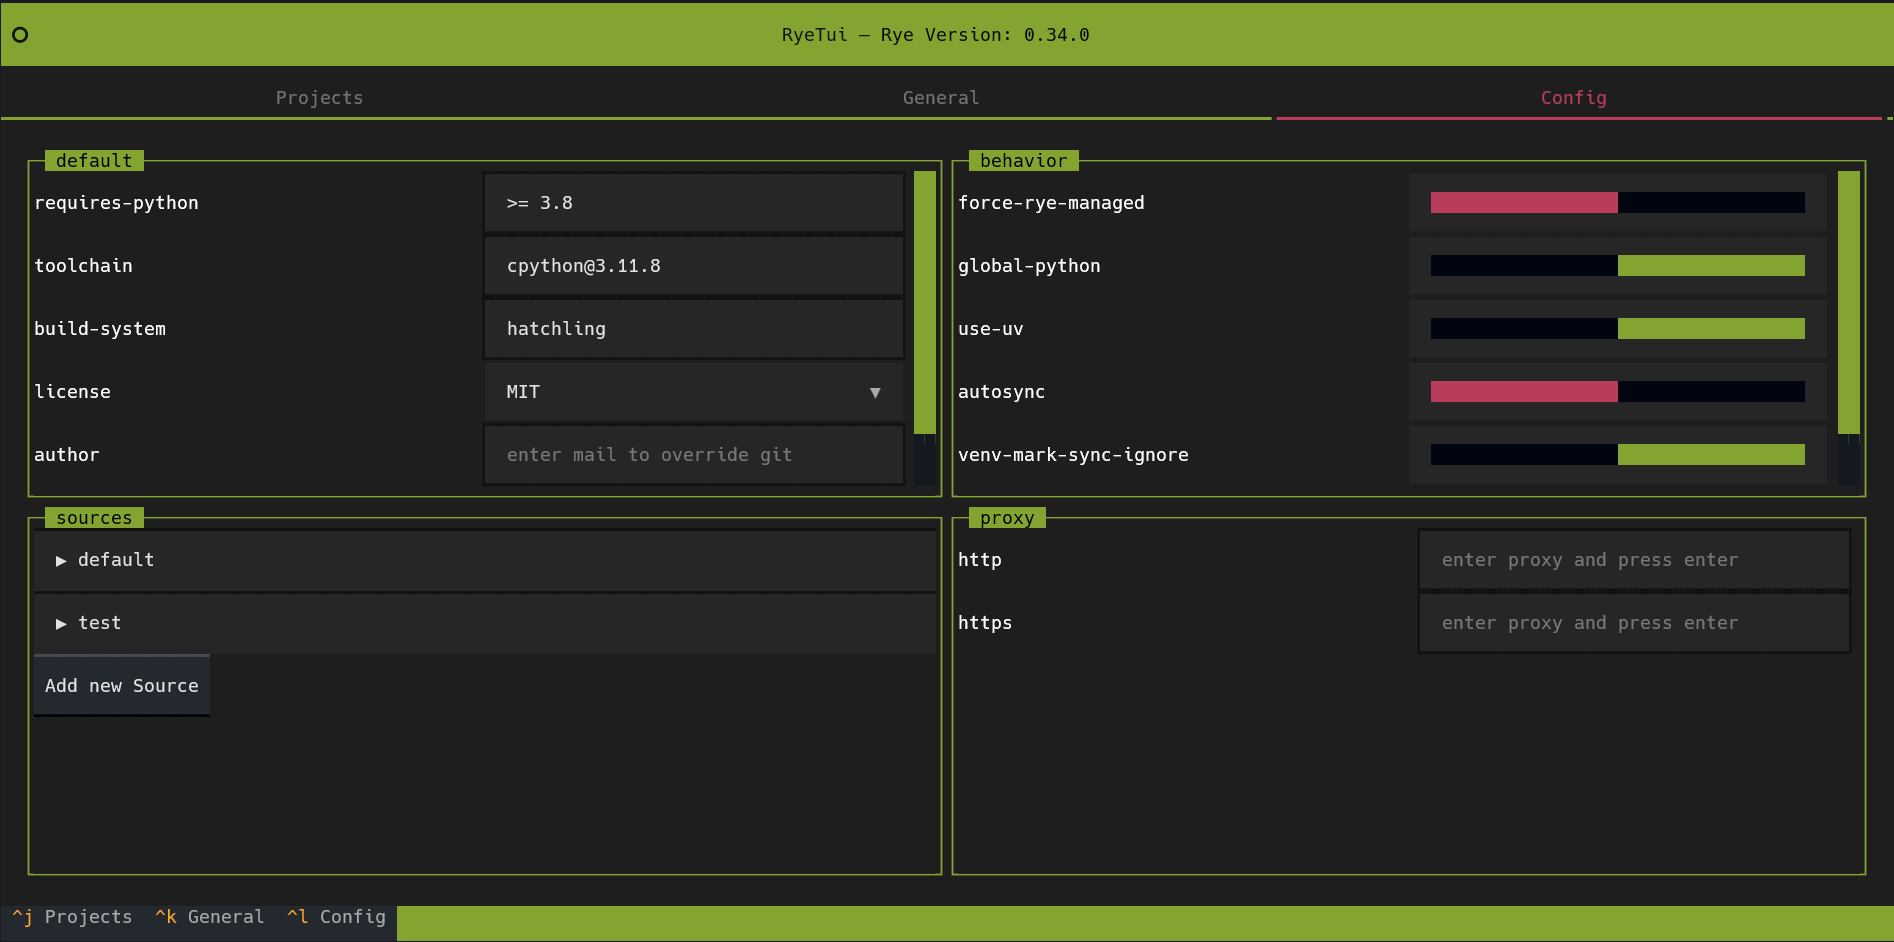 RyeTui — Rye Version: 0.34.0
Projects General Config
default
requires-python >= 3.8
toolchain cpython@3.11.8
build-system hatchling
license MIT ▼
author enter mail to override git
behavior
force-rye-managed
global-python
use-uv
autosync
venv-mark-sync-ignore
sources
▶ default
▶ test
Add new Source
proxy
http enter proxy and press enter
https enter proxy and press enter
^j Projects ^k General ^l Config